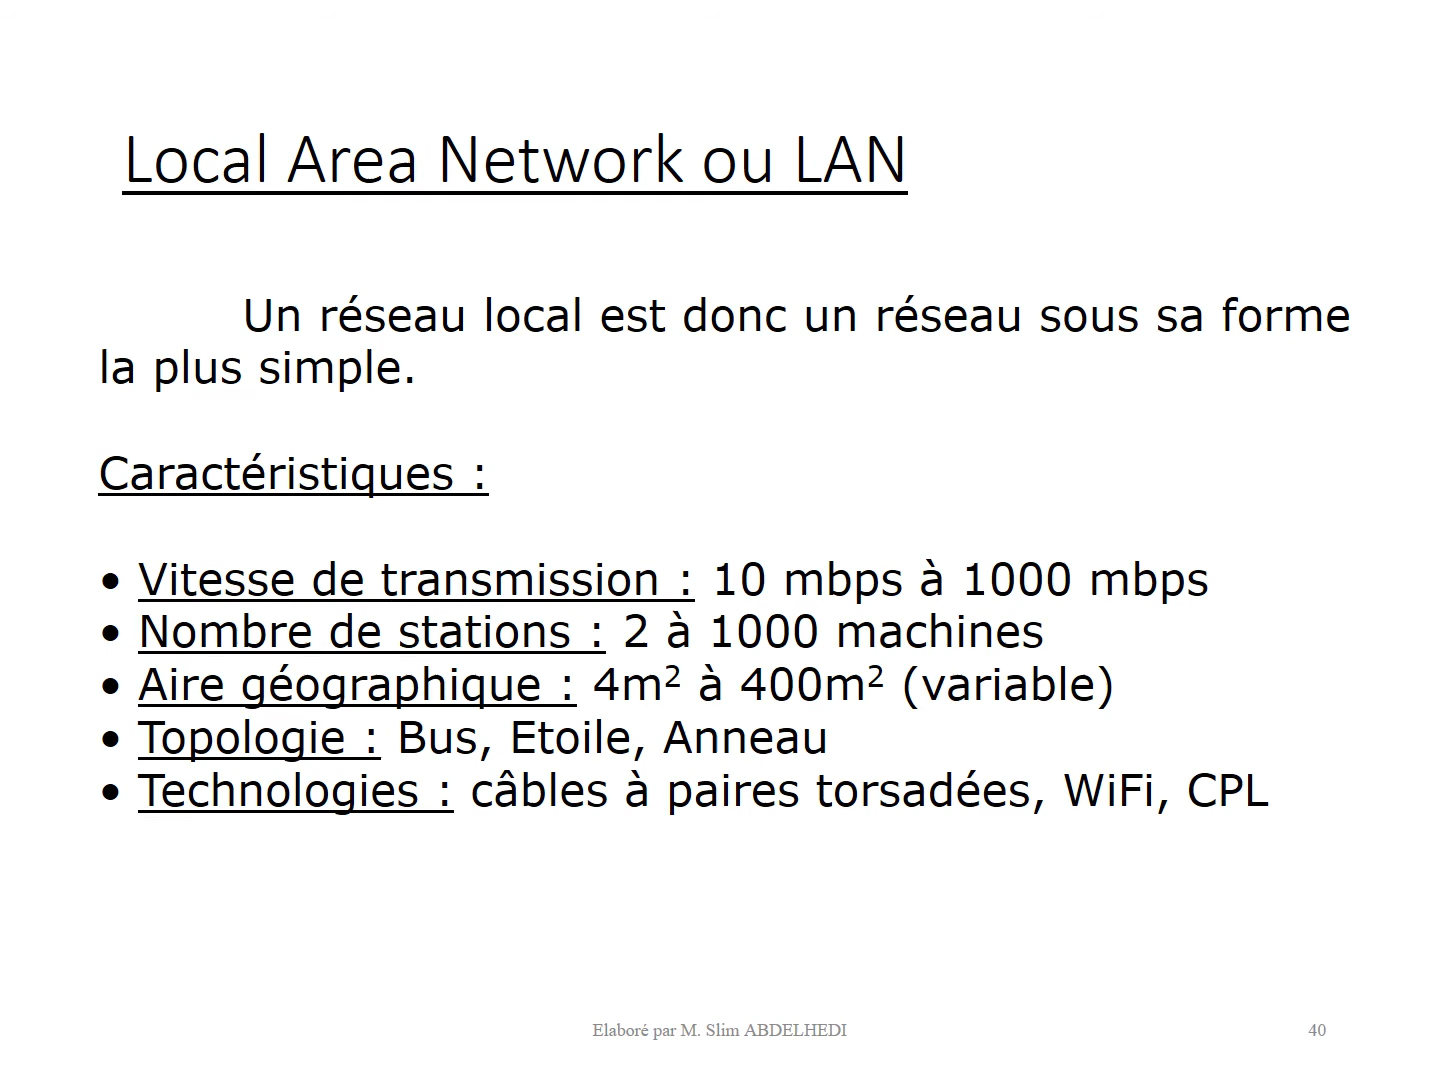 Local Area Network ou LAN
Un réseau local est donc un réseau sous sa forme
la plus simple.
Caractéristiques :
• Vitesse de transmission : 10 mbps à 1000 mbps
• Nombre de stations : 2 à 1000 machines
• Aire géographique : 4m² à 400m² (variable)
• Topologie : Bus, Etoile, Anneau
• Technologies : câbles à paires torsadées, WiFi, CPL
Elaboré par M. Slim ABDELHEDI
40